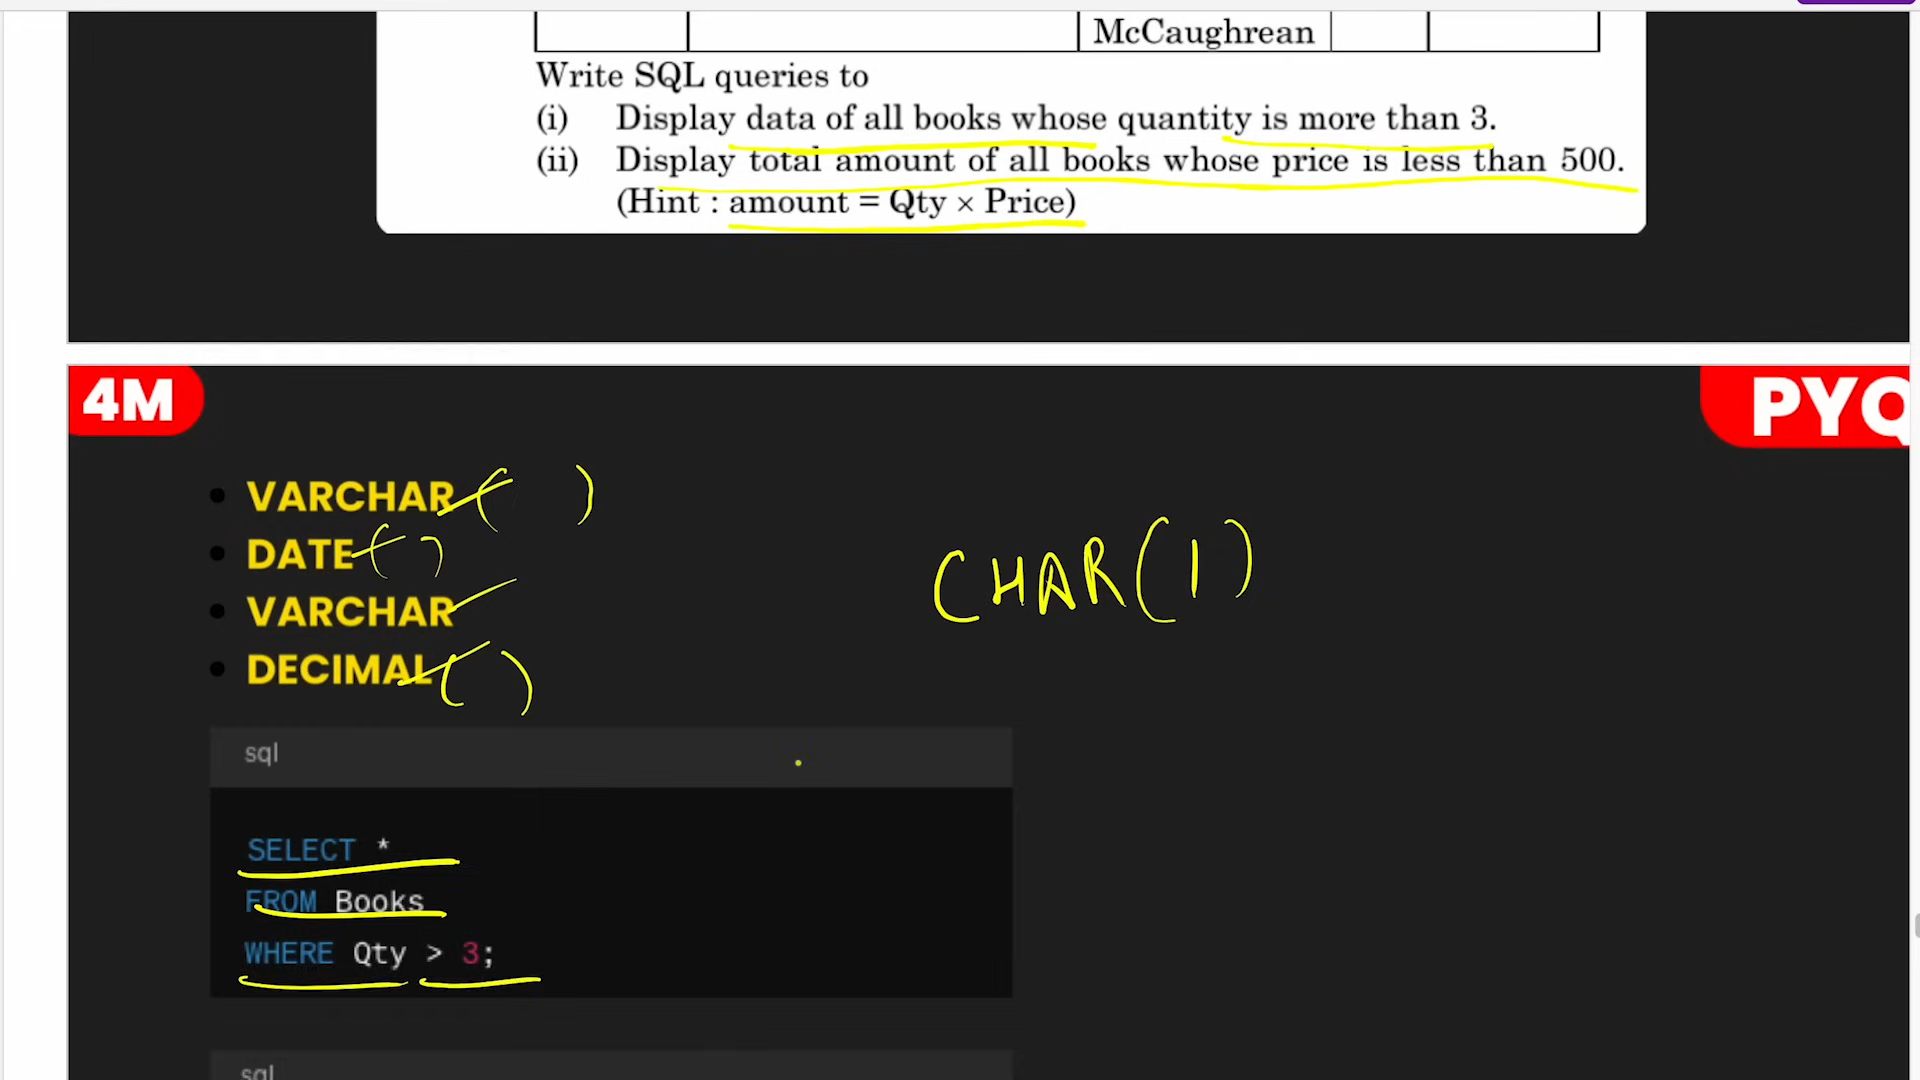 McCaughrean
Write SQL queries to
(i) Display data of all books whose quantity is more than 3.
(ii) Display total amount of all books whose price is less than 500.
(Hint : amount = Qty × Price)
4M
PYQ
VARCHAR ( )
DATE ( )
VARCHAR
DECIMAL ( )
CHAR(1)
sql
SELECT *
FROM Books
WHERE Qty > 3;
sql